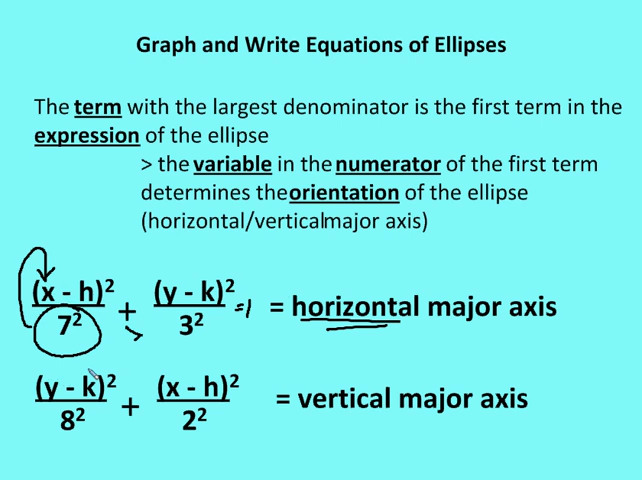 Graph and Write Equations of Ellipses
The term with the largest denominator is the first term in the
expression of the ellipse
> the variable in the numerator of the first term
determines the orientation of the ellipse
(horizontal/vertical major axis)
(x - h)² + (y - k)² =1 = horizontal major axis
7² 3²
(y - k)² + (x - h)² = vertical major axis
8² 2²